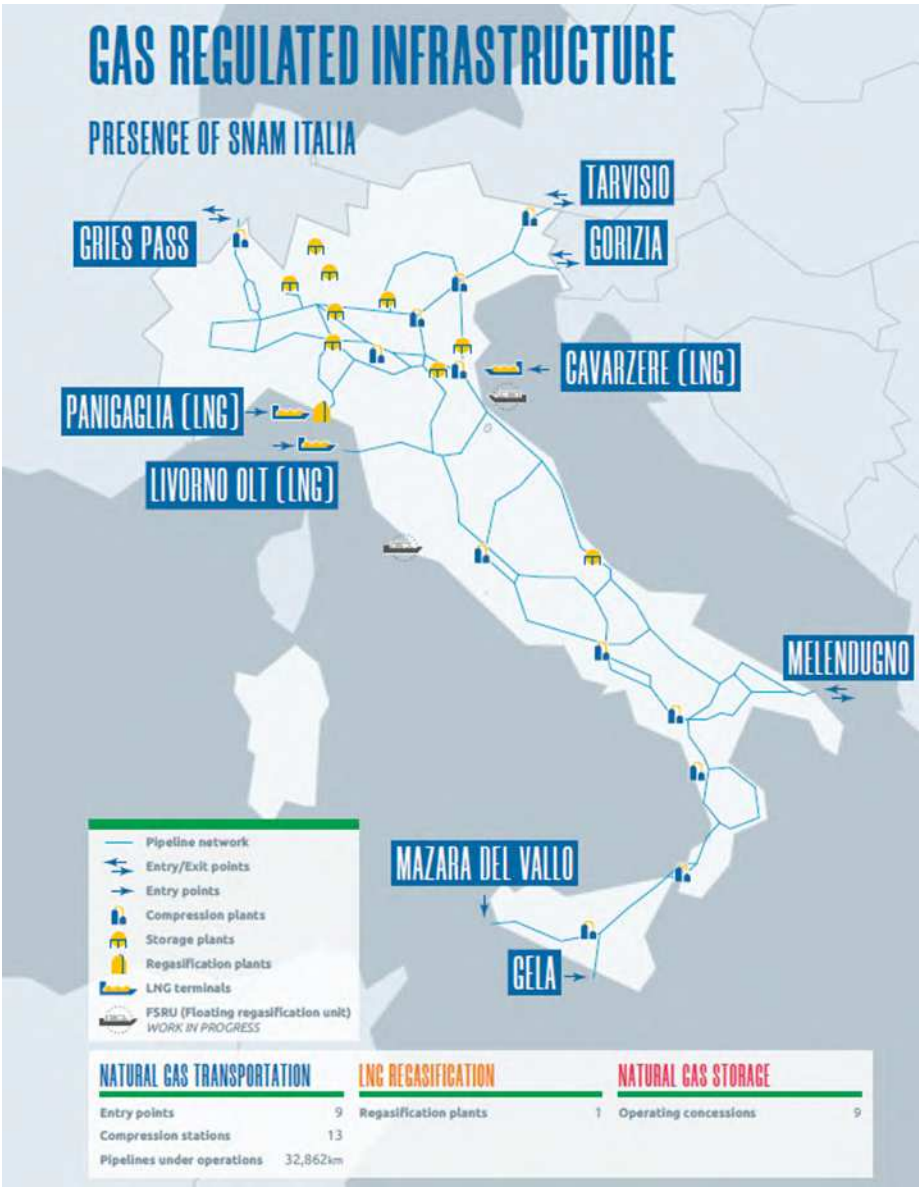 GAS REGULATED INFRASTRUCTURE
PRESENCE OF SNAM ITALIA
TARVISIO
GRIES PASS
GORIZIA
CAVARZERE (LNG)
PANIGAGLIA (LNG)
LIVORNO OLT (LNG)
MELENDUGNO
MAZARA DEL VALLO
GELA
Pipeline network
Entry/Exit points
Entry points
Compression plants
Storage plants
Regasification plants
LNG terminals
FSRU (Floating regasification unit)
WORK IN PROGRESS
NATURAL GAS TRANSPORTATION
Entry points 9
Compression stations 13
Pipelines under operations 32,862km
LNG REGASIFICATION
Regasification plants 1
NATURAL GAS STORAGE
Operating concessions 9